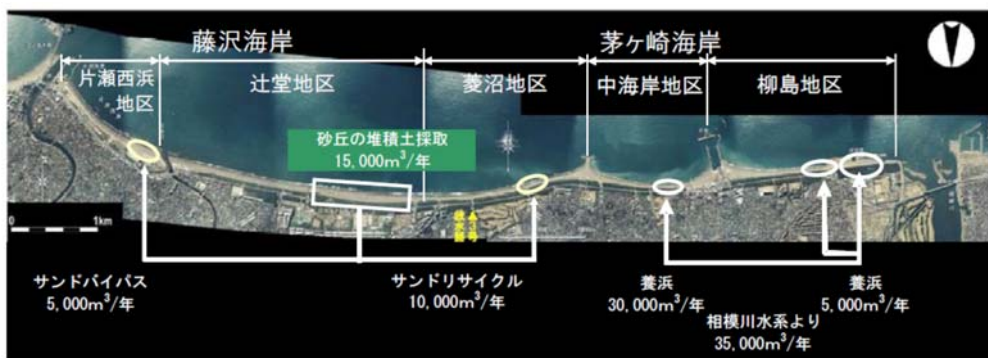 藤沢海岸
茅ヶ崎海岸
片瀬西浜
地区
辻堂地区
菱沼地区
中海岸地区
柳島地区
砂丘の堆積土採取
15,000m³/年
0
1km
サンドバイパス
5,000m³/年
サンドリサイクル
10,000m³/年
養浜
30,000m³/年
養浜
5,000m³/年
相模川水系より
35,000m³/年